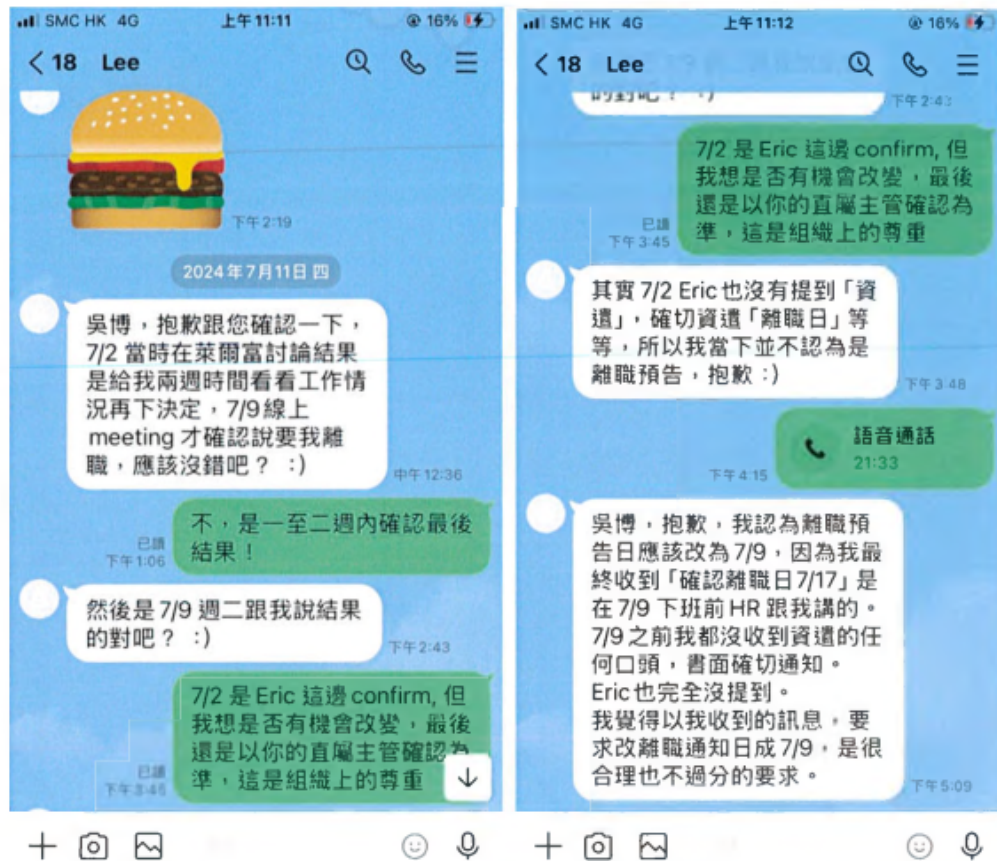 SMC HK 4G 上午11:11 16%
18 Lee
下午2:19
2024年7月11日 四
吳博，抱歉跟您確認一下，
7/2 當時在萊爾富討論結果
是給我兩週時間看看工作情
況再下決定，7/9線上
meeting 才確認說要我離
職，應該沒錯吧？ :)
中午12:36
不，是一至二週內確認最後
結果！
已讀
下午1:06
然後是 7/9 週二跟我說結果
的對吧？ :)
下午2:43
7/2 是 Eric 這邊 confirm, 但
我想是否有機會改變，最後
還是以你的直屬主管確認為
準，這是組織上的尊重
已讀
下午3:45
SMC HK 4G 上午11:12 16%
18 Lee
的對吧？ :)
下午2:43
7/2 是 Eric 這邊 confirm, 但
我想是否有機會改變，最後
還是以你的直屬主管確認為
準，這是組織上的尊重
已讀
下午3:45
其實 7/2 Eric也沒有提到「資
遣」，確切資遣「離職日」等
等，所以我當下並不認為是
離職預告，抱歉 :)
下午3:48
語音通話
21:33
下午4:15
吳博，抱歉，我認為離職預
告日應該改為7/9，因為我最
終收到「確認離職日7/17」是
在 7/9 下班前 HR 跟我講的。
7/9之前我都沒收到資遣的任
何口頭，書面確切通知。
Eric也完全沒提到。
我覺得以我收到的訊息，要
求改離職通知日成7/9，是很
合理也不過分的要求。
下午5:09